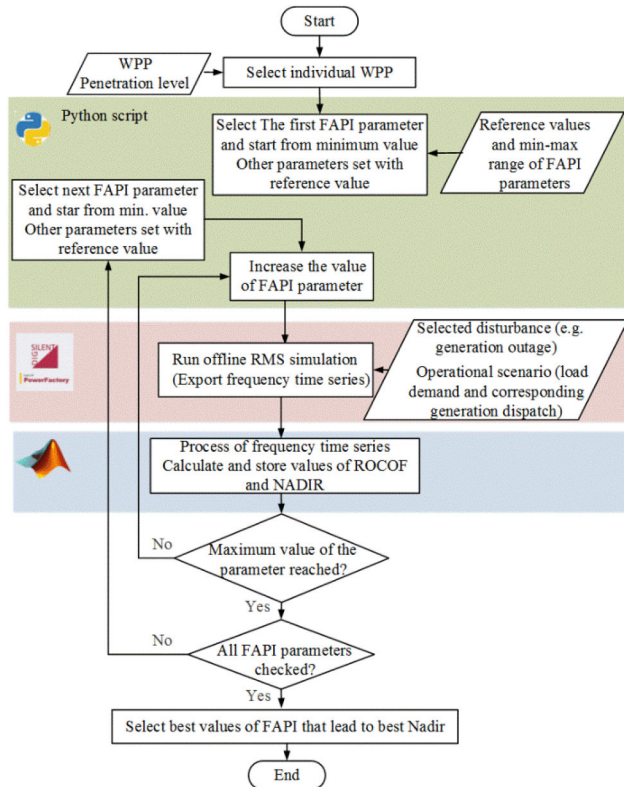 Start
WPP
Penetration level
Select individual WPP
Python script
Select The first FAPI parameter
and start from minimum value
Other parameters set with
reference value
Reference values
and min-max
range of FAPI
parameters
Select next FAPI parameter
and star from min. value
Other parameters set with
reference value
Increase the value
of FAPI parameter
DIG
SILENT
PowerFactory
Run offline RMS simulation
(Export frequency time series)
Selected disturbance (e.g.
generation outage)
Operational scenario (load
demand and corresponding
generation dispatch)
Process of frequency time series
Calculate and store values of ROCOF
and NADIR
No
Maximum value of the
parameter reached?
Yes
No
All FAPI parameters
checked?
Yes
Select best values of FAPI that lead to best Nadir
End